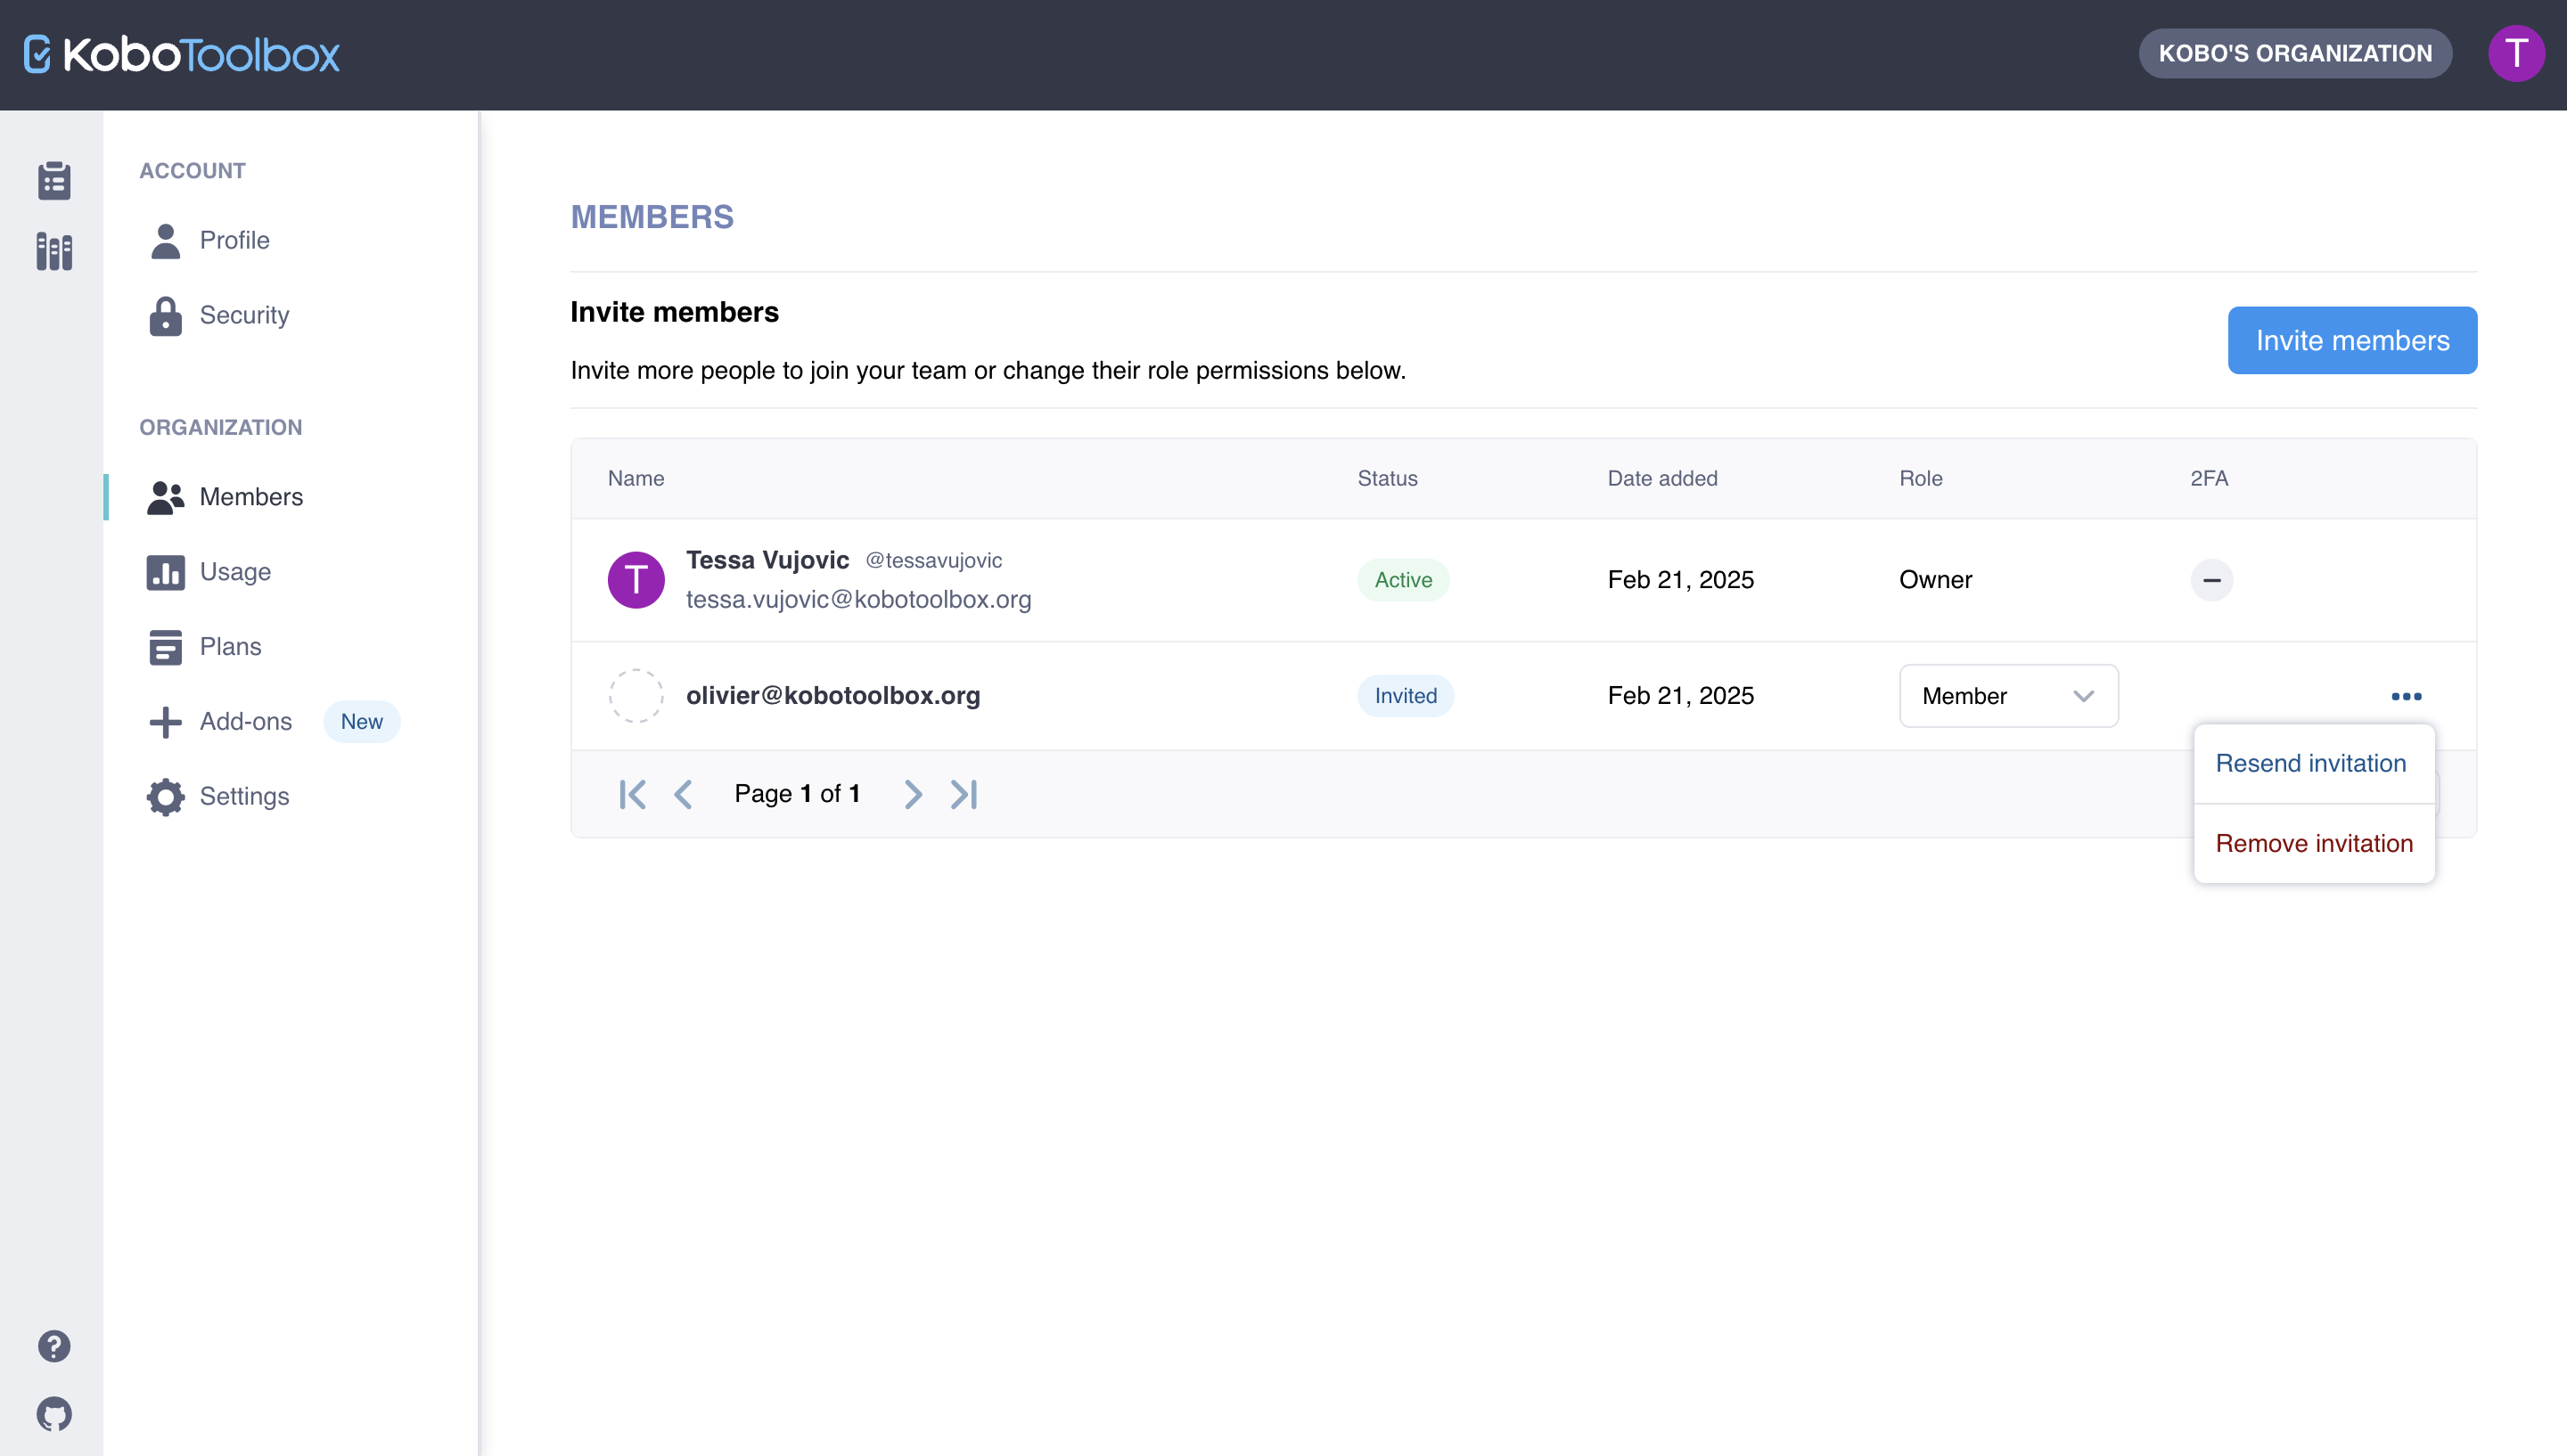 KoboToolbox
KOBO'S ORGANIZATION
T
ACCOUNT
Profile
Security
ORGANIZATION
Members
Usage
Plans
Add-ons New
Settings
MEMBERS
Invite members
Invite more people to join your team or change their role permissions below.
Invite members
Name Status Date added Role 2FA
T
Tessa Vujovic @tessavujovic
tessa.vujovic@kobotoolbox.org
Active Feb 21, 2025 Owner
olivier@kobotoolbox.org Invited Feb 21, 2025 Member
Resend invitation
Remove invitation
Page 1 of 1